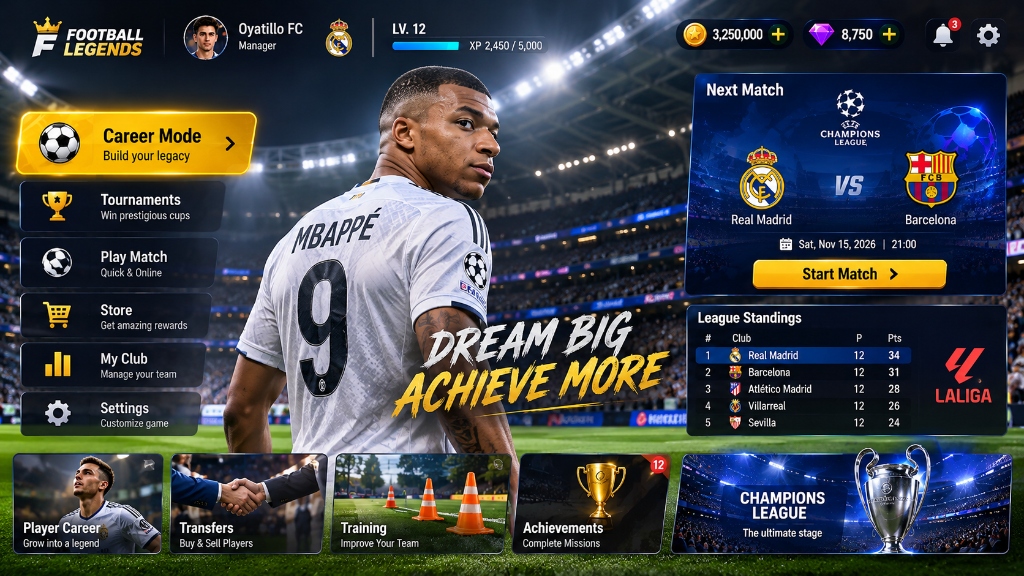 FOOTBALL
LEGENDS
Oyatillo FC
Manager
LV. 12
XP 2,450 / 5,000
3,250,000
8,750
3
Career Mode
Build your legacy
Tournaments
Win prestigious cups
Play Match
Quick & Online
Store
Get amazing rewards
My Club
Manage your team
Settings
Customize game
MBAPPÉ
9
DREAM BIG
ACHIEVE MORE
Next Match
UEFA
CHAMPIONS
LEAGUE
VS
FCB
Real Madrid
Barcelona
Sat, Nov 15, 2026 | 21:00
Start Match
League Standings
# Club P Pts
1 Real Madrid 12 34
2 Barcelona 12 31
3 Atlético Madrid 12 28
4 Villarreal 12 26
5 Sevilla 12 24
LALIGA
Player Career
Grow into a legend
Transfers
Buy & Sell Players
Training
Improve Your Team
12
Achievements
Complete Missions
CHAMPIONS
LEAGUE
The ultimate stage